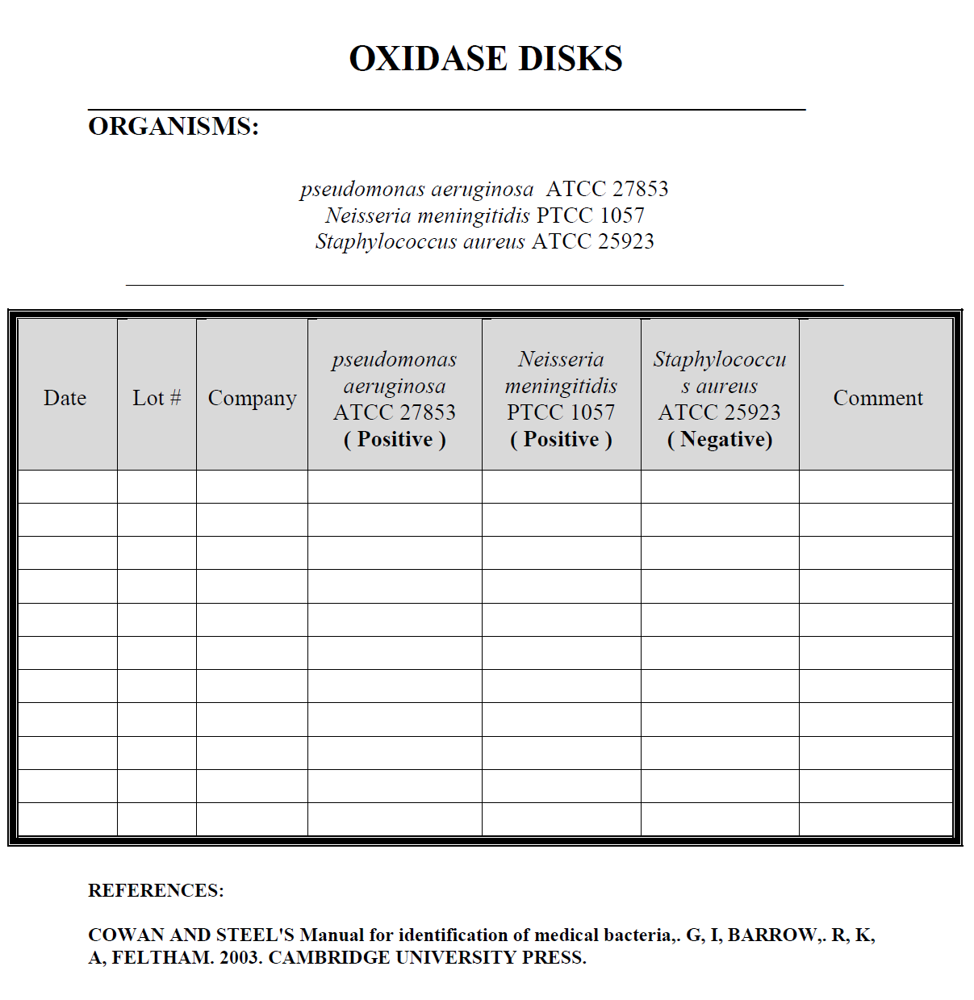 OXIDASE DISKS
ORGANISMS:
pseudomonas aeruginosa ATCC 27853
Neisseria meningitidis PTCC 1057
Staphylococcus aureus ATCC 25923
Date
Lot #
Company
pseudomonas
aeruginosa
ATCC 27853
( Positive )
Neisseria
meningitidis
PTCC 1057
( Positive )
Staphylococcu
s aureus
ATCC 25923
( Negative)
Comment
REFERENCES:
COWAN AND STEEL'S Manual for identification of medical bacteria,. G, I, BARROW,. R, K,
A, FELTHAM. 2003. CAMBRIDGE UNIVERSITY PRESS.